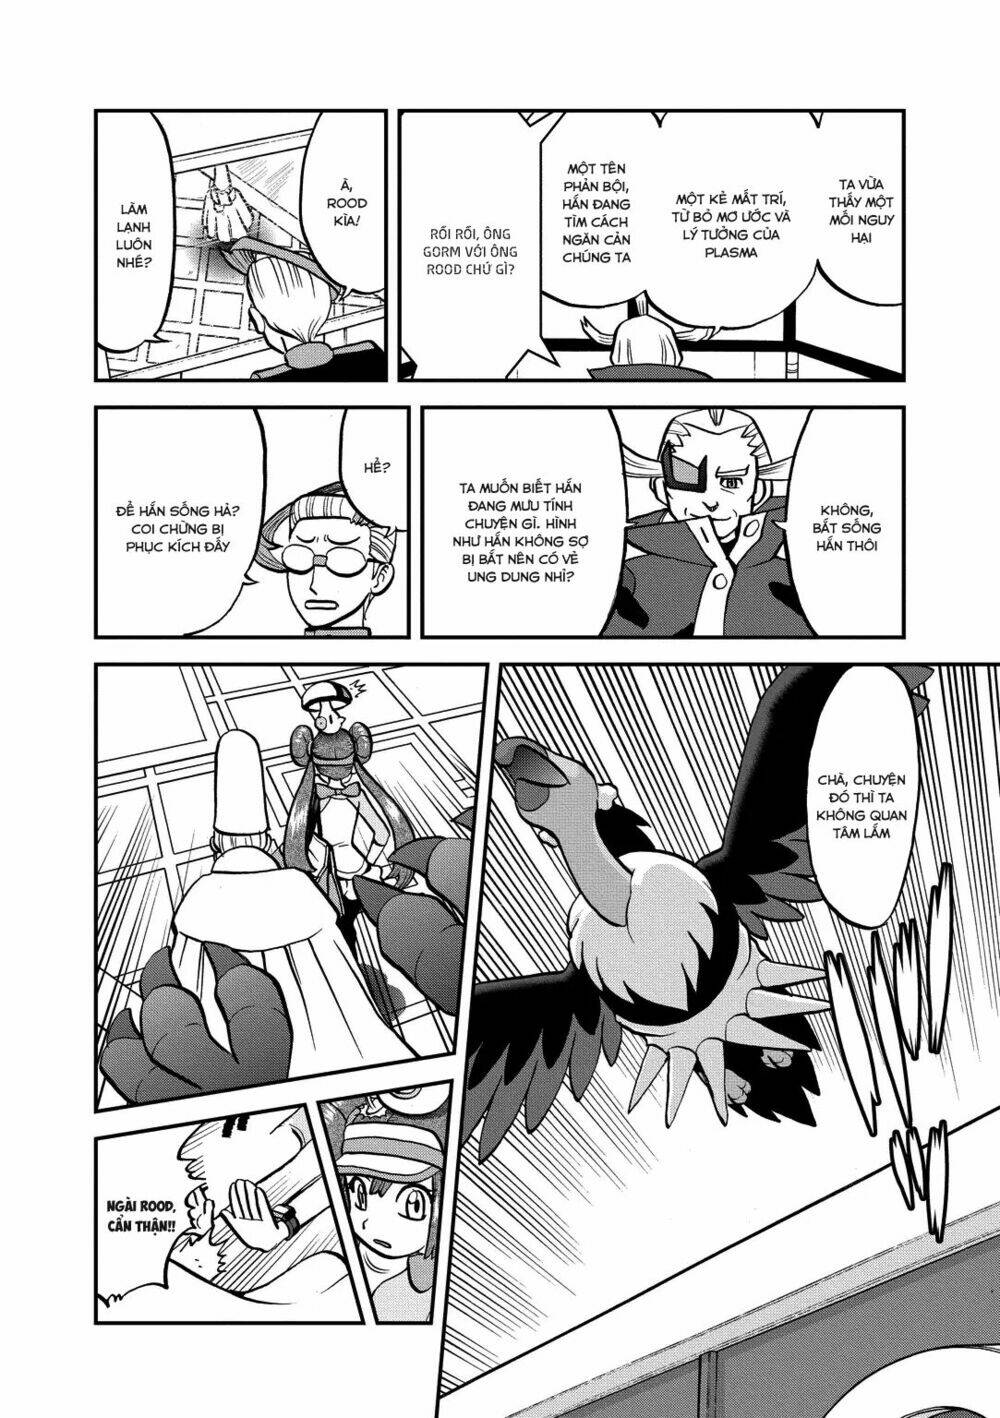 TA VỪA
THẤY MỘT
MỐI NGUY
HẠI
MỘT KẺ MẤT TRÍ,
TỪ BỎ MƠ ƯỚC VÀ
LÝ TƯỞNG CỦA
PLASMA
MỘT TÊN
PHẢN BỘI,
HẮN ĐANG
TÌM CÁCH
NGĂN CẢN
CHÚNG TA
RỒI RỒI, ÔNG
GORM VỚI ÔNG
ROOD CHỨ GÌ?
À,
ROOD
KÌA!
LÀM
LẠNH
LUÔN
NHÉ?
KHÔNG,
BẮT SỐNG
HẮN THÔI
TA MUỐN BIẾT HẮN
ĐANG MƯU TÍNH
CHUYỆN GÌ. HÌNH
NHƯ HẮN KHÔNG SỢ
BỊ BẮT NÊN CÓ VẺ
UNG DUNG NHỈ?
HỂ?
ĐỂ HẮN SỐNG HẢ?
COI CHỪNG BỊ
PHỤC KÍCH ĐẤY
CHÀ, CHUYỆN
ĐÓ THÌ TA
KHÔNG QUAN
TÂM LẮM
NGÀI ROOD,
CẨN THẬN!!